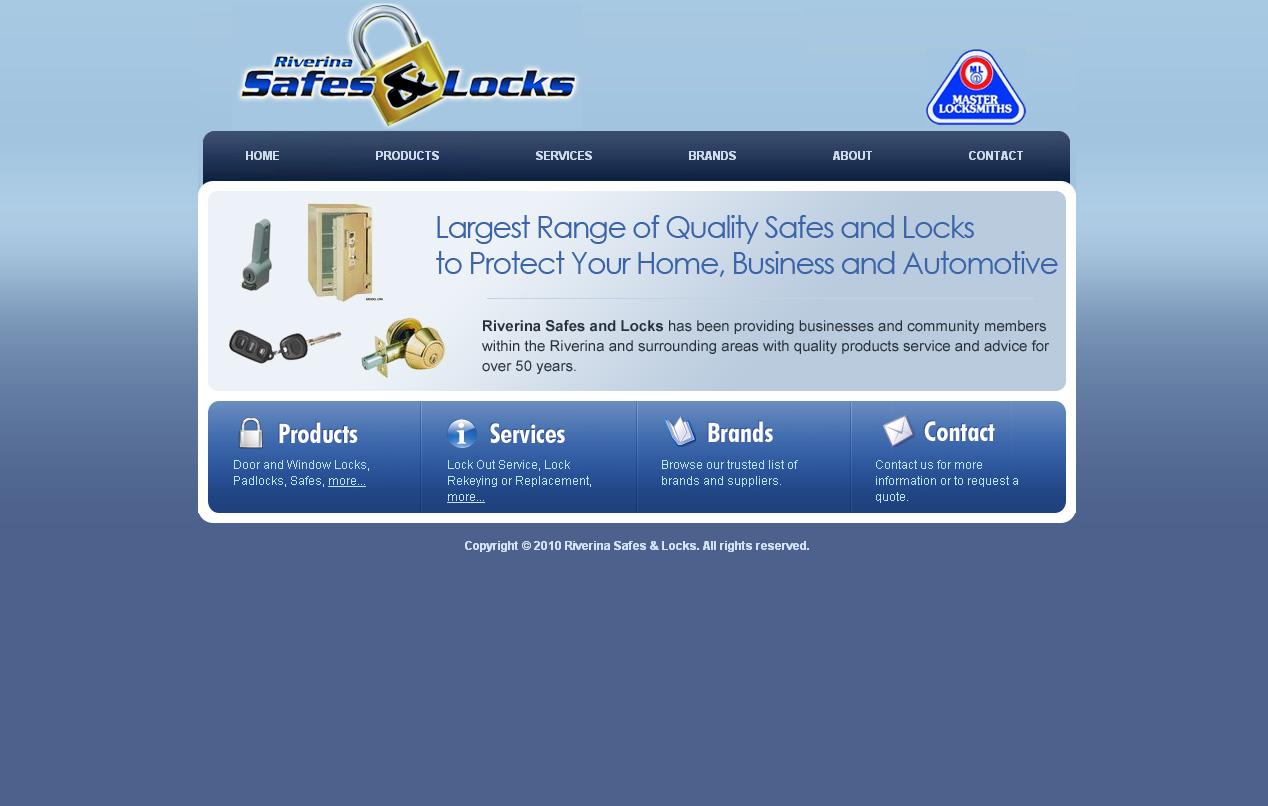 Riverina
Safes & Locks
M.L
MASTER
LOCKSMITHS
HOME PRODUCTS SERVICES BRANDS ABOUT CONTACT
Largest Range of Quality Safes and Locks
to Protect Your Home, Business and Automotive
Riverina Safes and Locks has been providing businesses and community members
within the Riverina and surrounding areas with quality products service and advice for
over 50 years.
Products
Door and Window Locks,
Padlocks, Safes, more...
Services
Lock Out Service, Lock
Rekeying or Replacement,
more...
Brands
Browse our trusted list of
brands and suppliers.
Contact
Contact us for more
information or to request a
quote.
Copyright © 2010 Riverina Safes & Locks. All rights reserved.